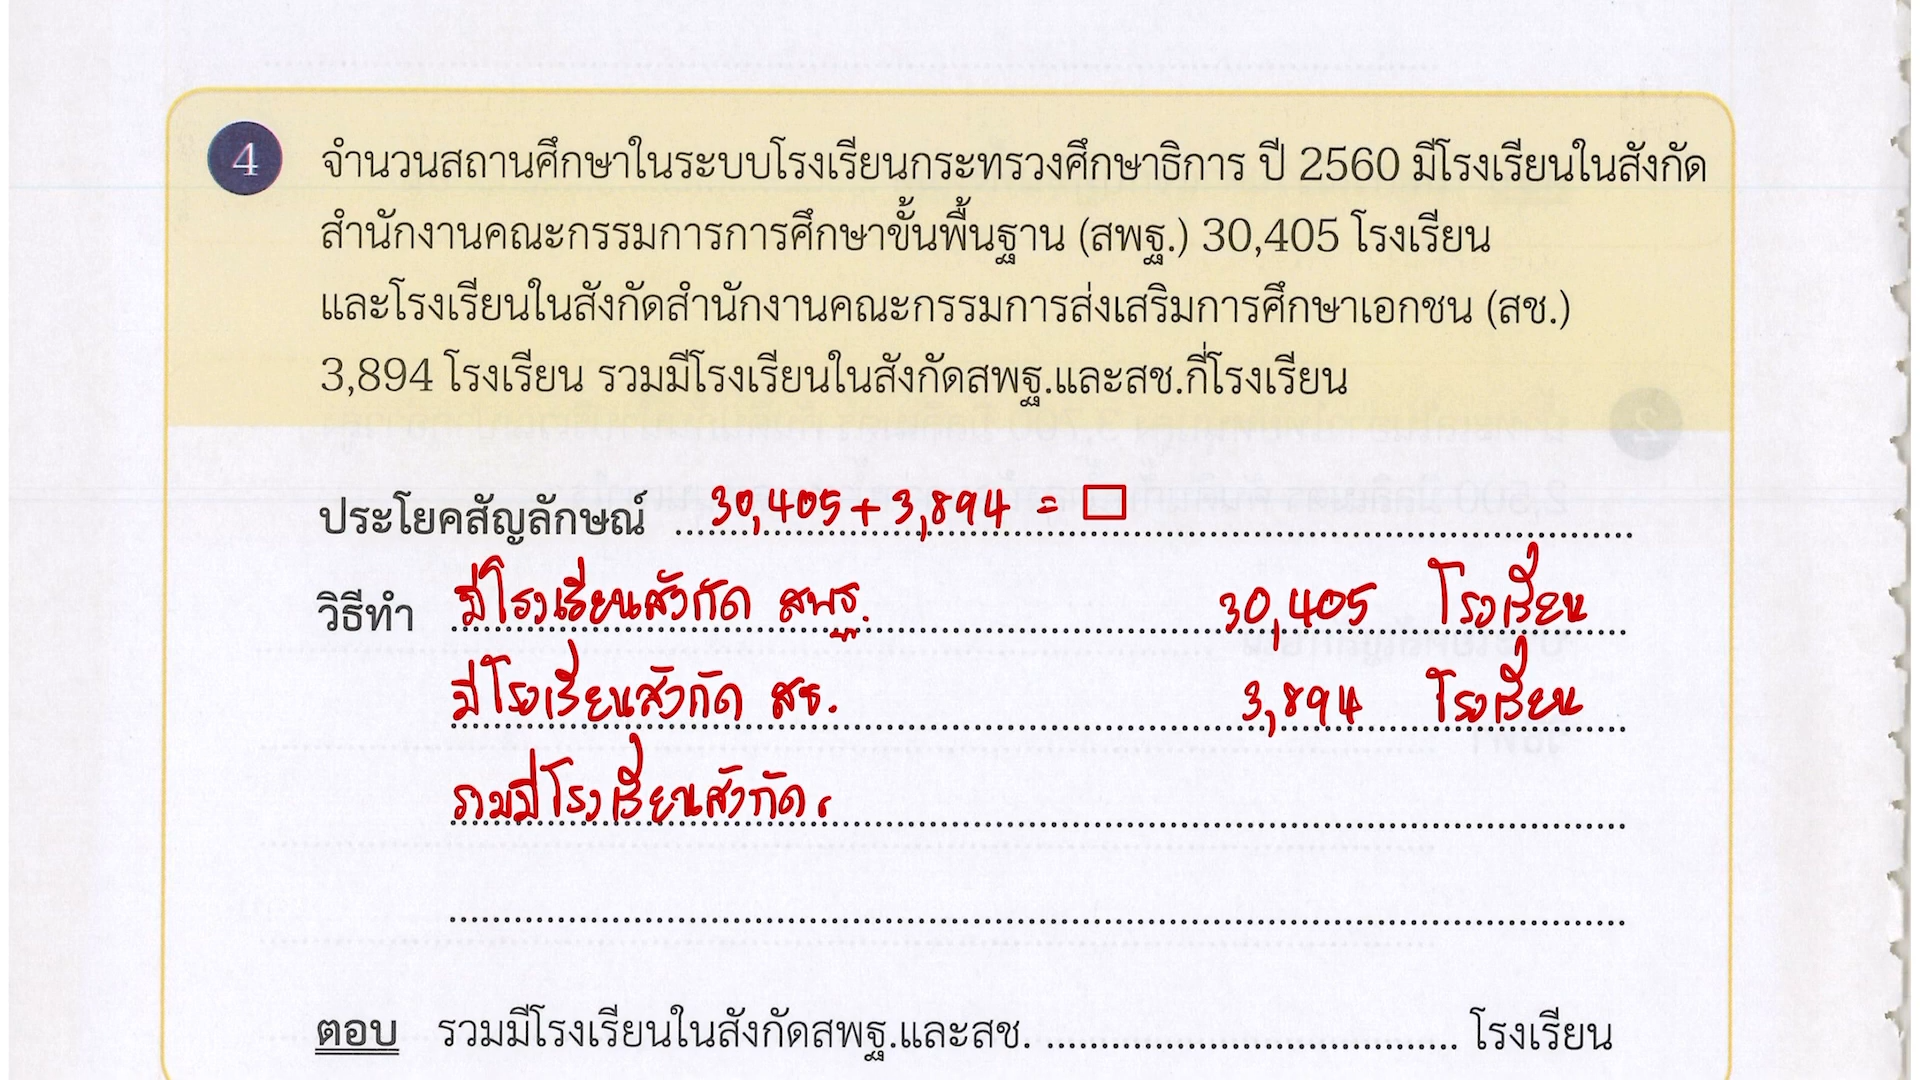 4
จำนวนสถานศึกษาในระบบโรงเรียนกระทรวงศึกษาธิการ ปี 2560 มีโรงเรียนในสังกัด
สำนักงานคณะกรรมการการศึกษาขั้นพื้นฐาน (สพฐ.) 30,405 โรงเรียน
และโรงเรียนในสังกัดสำนักงานคณะกรรมการส่งเสริมการศึกษาเอกชน (สช.)
3,894 โรงเรียน รวมมีโรงเรียนในสังกัดสพฐ.และสช.กี่โรงเรียน
ประโยคสัญลักษณ์ 30,405 + 3,894 = □
วิธีทำ มีโรงเรียนสังกัด สพฐ. 30,405 โรงเรียน
มีโรงเรียนสังกัด สช. 3,894 โรงเรียน
รวมมีโรงเรียนสังกัด
ตอบ รวมมีโรงเรียนในสังกัดสพฐ.และสช. .................................... โรงเรียน